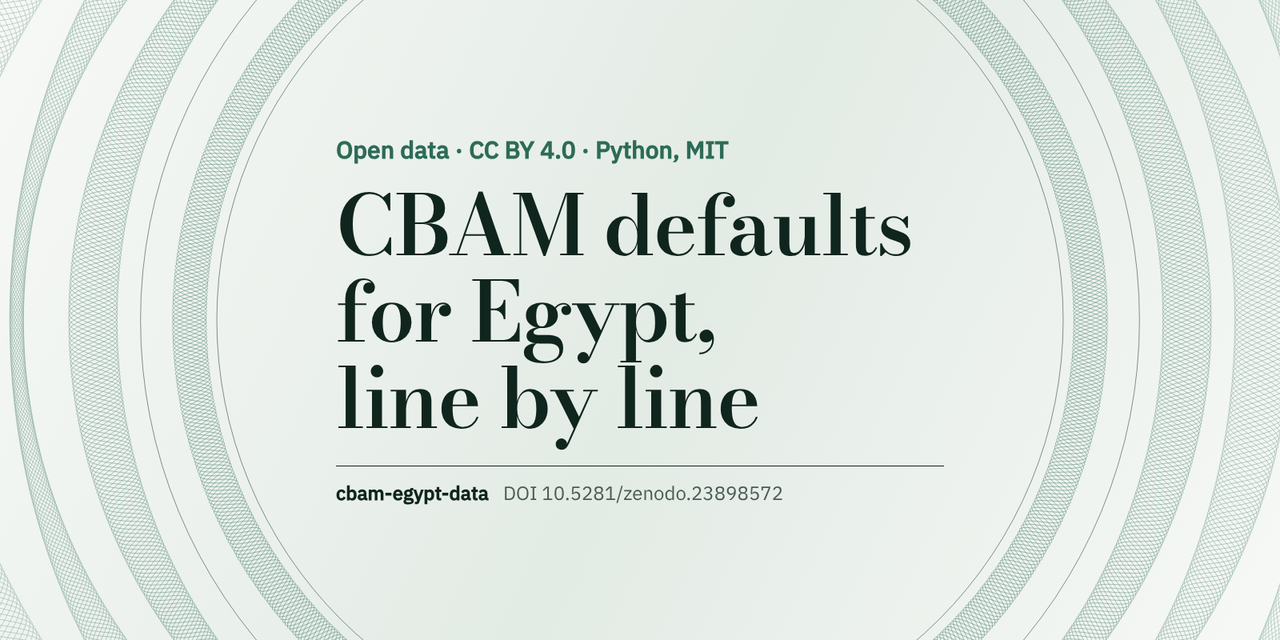 Open data · CC BY 4.0 · Python, MIT
CBAM defaults
for Egypt,
line by line
cbam-egypt-data DOI 10.5281/zenodo.23898572